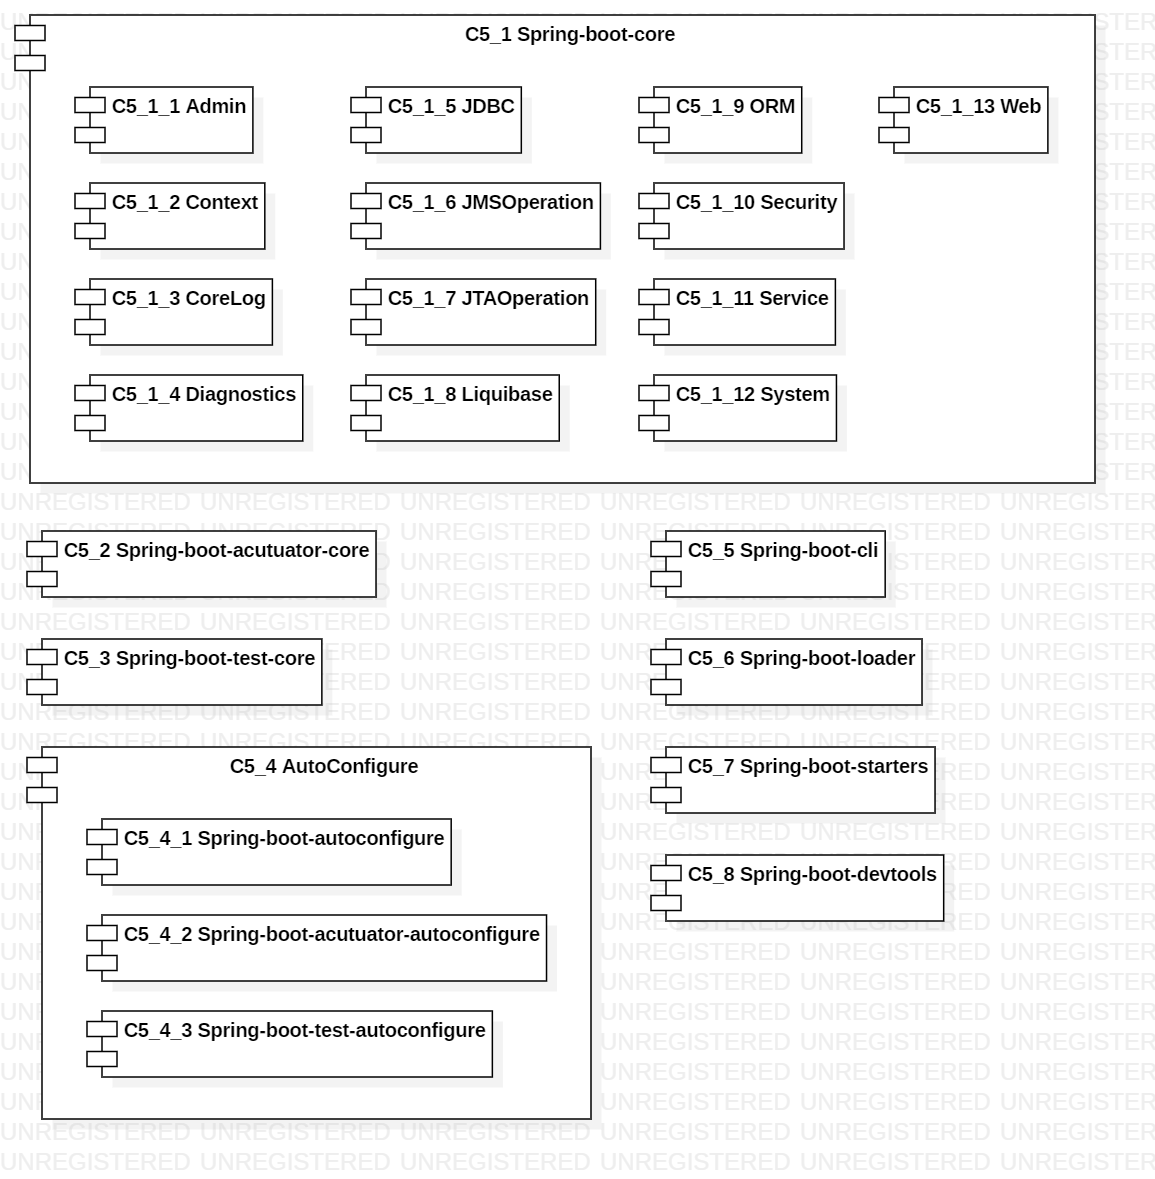 C5_1 Spring-boot-core
C5_1_1 Admin
C5_1_5 JDBC
C5_1_9 ORM
C5_1_13 Web
C5_1_2 Context
C5_1_6 JMSOperation
C5_1_10 Security
C5_1_3 CoreLog
C5_1_7 JTAOperation
C5_1_11 Service
C5_1_4 Diagnostics
C5_1_8 Liquibase
C5_1_12 System
C5_2 Spring-boot-acutuator-core
C5_5 Spring-boot-cli
C5_3 Spring-boot-test-core
C5_6 Spring-boot-loader
C5_4 AutoConfigure
C5_7 Spring-boot-starters
C5_4_1 Spring-boot-autoconfigure
C5_8 Spring-boot-devtools
C5_4_2 Spring-boot-acutuator-autoconfigure
C5_4_3 Spring-boot-test-autoconfigure
UNREGISTERED UNREGISTERED UNREGISTERED UNREGISTERED UNREGISTERED